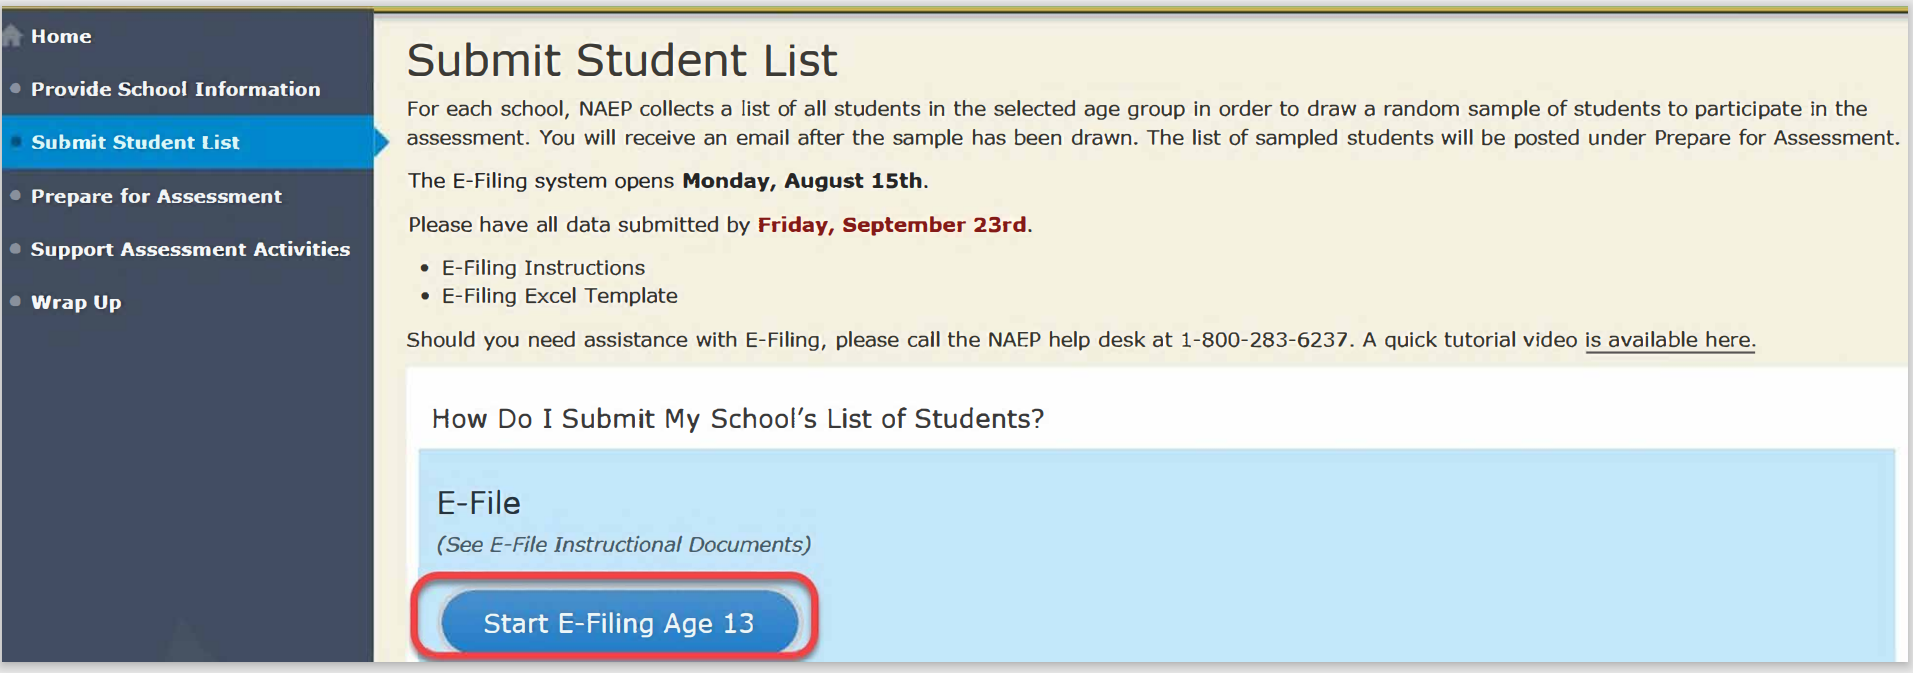 Home
Provide School Information
Submit Student List
Prepare for Assessment
Support Assessment Activities
Wrap Up
Submit Student List
For each school, NAEP collects a list of all students in the selected age group in order to draw a random sample of students to participate in the
assessment. You will receive an email after the sample has been drawn. The list of sampled students will be posted under Prepare for Assessment.
The E-Filing system opens Monday, August 15th.
Please have all data submitted by Friday, September 23rd.
• E-Filing Instructions
• E-Filing Excel Template
Should you need assistance with E-Filing, please call the NAEP help desk at 1-800-283-6237. A quick tutorial video is available here.
How Do I Submit My School's List of Students?
E-File
(See E-File Instructional Documents)
Start E-Filing Age 13